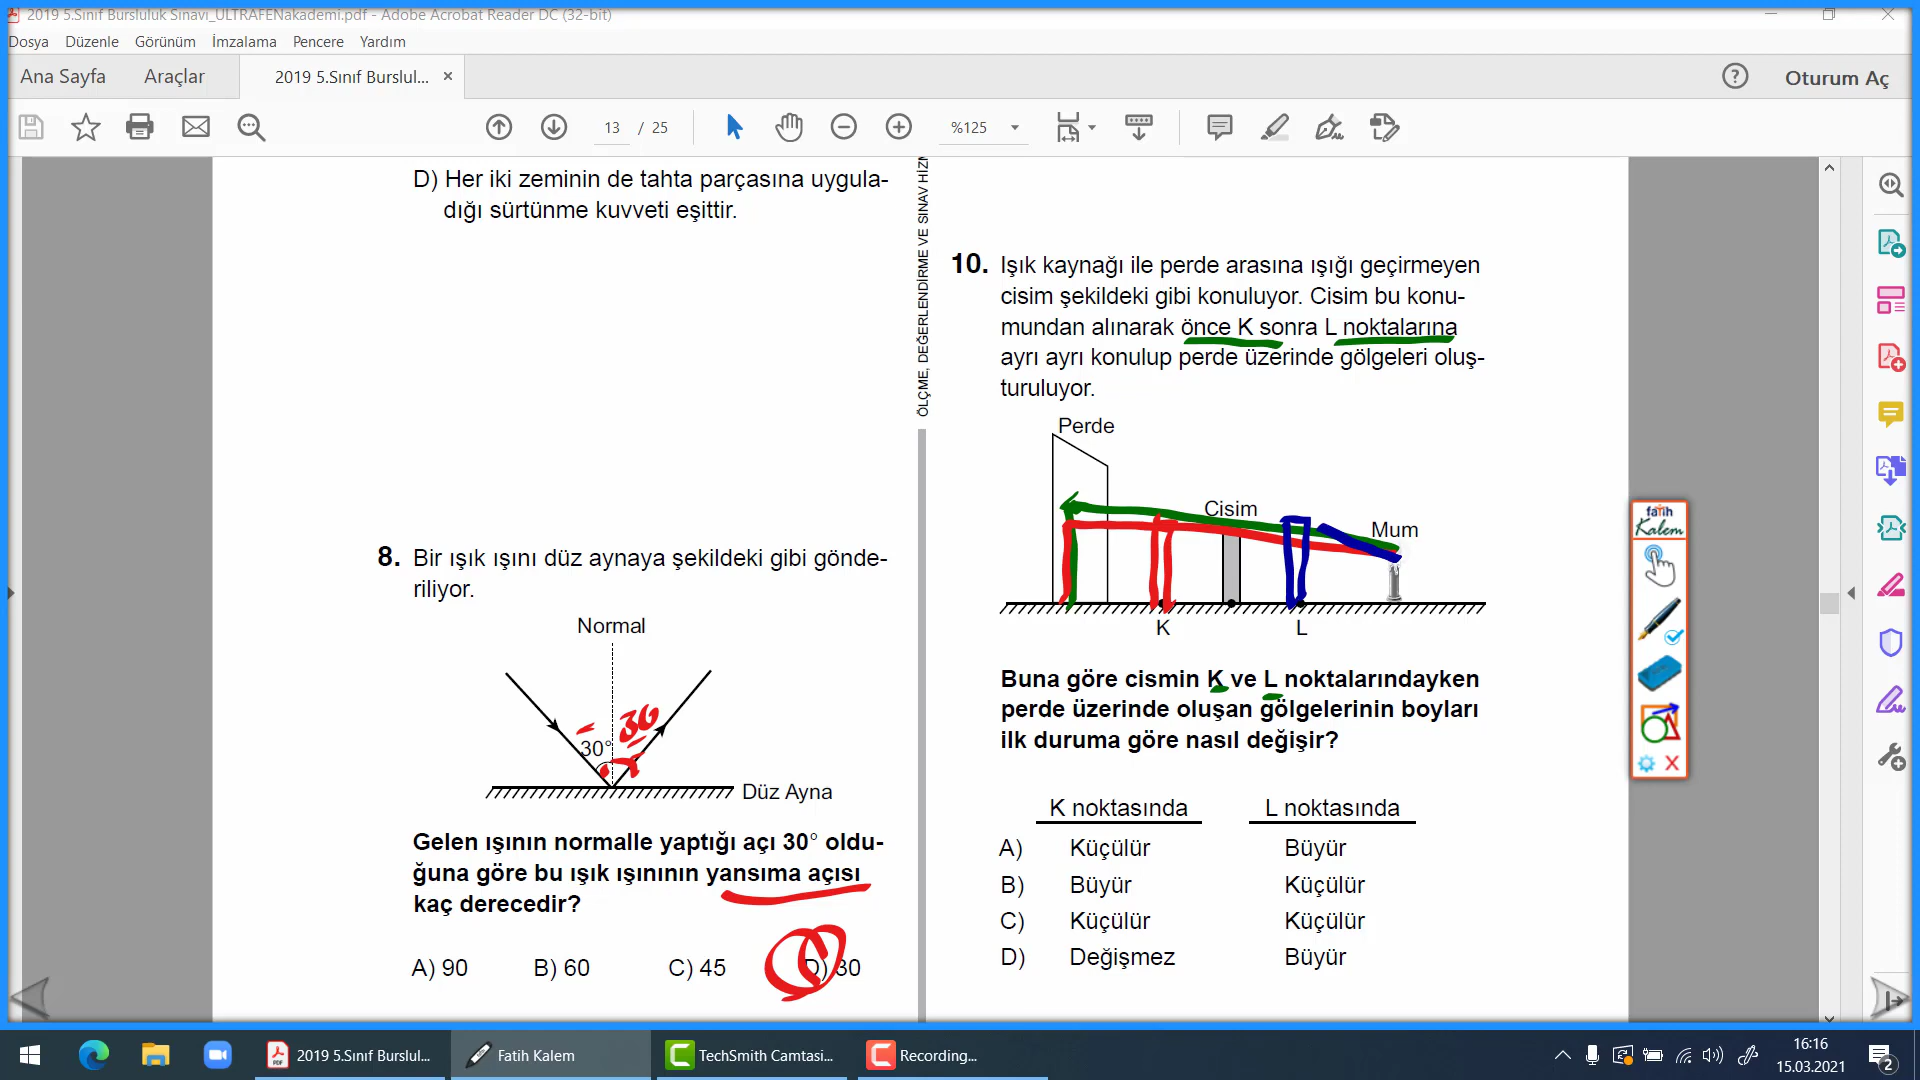 2019 5.Sınıf Bursluluk Sınavı_ULTRAFENakademi.pdf - Adobe Acrobat Reader DC (32-bit)
Dosya Düzenle Görünüm İmzalama Pencere Yardım
Ana Sayfa Araçlar 2019 5.Sınıf Burslul... × Oturum Aç
13 / 25 %125
D) Her iki zeminin de tahta parçasına uygula-
dığı sürtünme kuvveti eşittir.
8. Bir ışık ışını düz aynaya şekildeki gibi gönde-
riliyor.
Normal
30
30°
Düz Ayna
Gelen ışının normalle yaptığı açı 30° oldu-
ğuna göre bu ışık ışınının yansıma açısı
kaç derecedir?
A) 90 B) 60 C) 45 D) 30
ÖLÇME, DEĞERLENDİRME VE SINAV HİZM
10. Işık kaynağı ile perde arasına ışığı geçirmeyen
cisim şekildeki gibi konuluyor. Cisim bu konu-
mundan alınarak önce K sonra L noktalarına
ayrı ayrı konulup perde üzerinde gölgeleri oluş-
turuluyor.
Perde
Cisim
Mum
K L
Buna göre cismin K ve L noktalarındayken
perde üzerinde oluşan gölgelerinin boyları
ilk duruma göre nasıl değişir?
K noktasında L noktasında
A) Küçülür Büyür
B) Büyür Küçülür
C) Küçülür Küçülür
D) Değişmez Büyür
fatih
Kalem
X
2019 5.Sınıf Burslul... Fatih Kalem TechSmith Camtasi... Recording...
16:16
15.03.2021
2